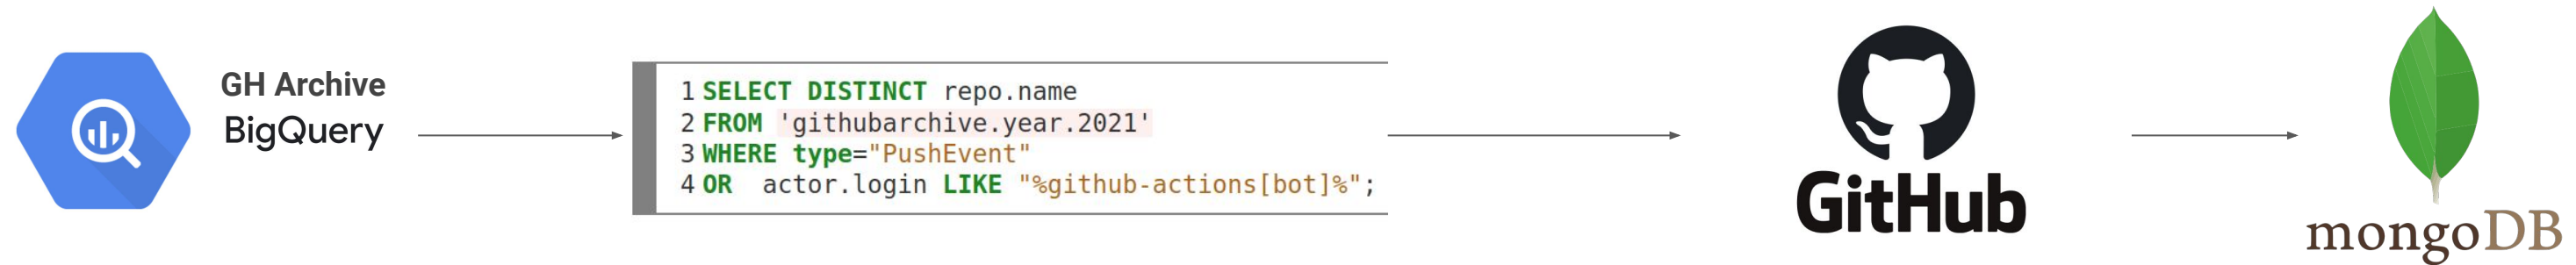 GH Archive
BigQuery
1 SELECT DISTINCT repo.name
2 FROM 'githubarchive.year.2021'
3 WHERE type="PushEvent"
4 OR  actor.login LIKE "%github-actions[bot]%";
GitHub
mongoDB